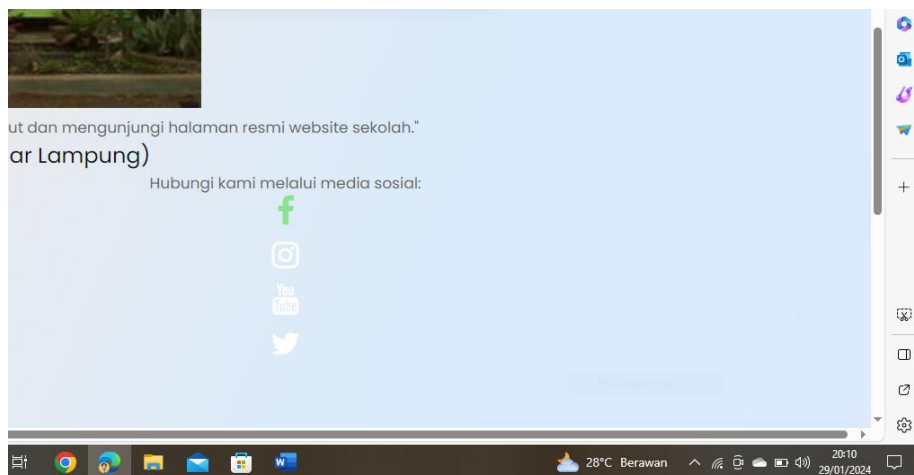 ut dan mengunjungi halaman resmi website sekolah."
ar Lampung)
Hubungi kami melalui media sosial:
You
Tube
28°C Berawan
20:10
29/01/2024